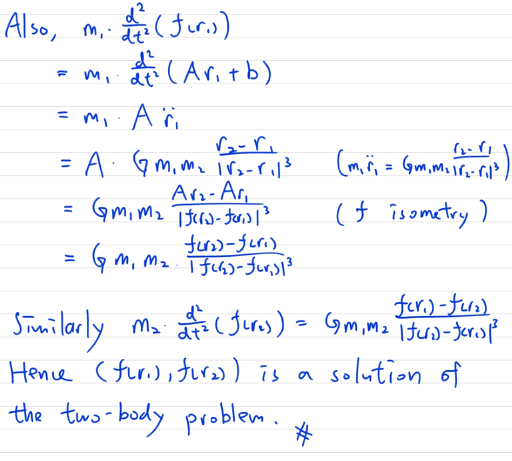 Also, m₁ · d²/dt² (f(r₁))
= m₁ · d²/dt² (Ar₁ + b)
= m₁ · A r̈₁
= A · G m₁m₂ (r₂-r₁)/|r₂-r₁|³ (m₁r̈₁ = Gm₁m₂ (r₂-r₁)/|r₂-r₁|³)
= Gm₁m₂ (Ar₂-Ar₁)/|f(r₂)-f(r₁)|³ (f isometry)
= G m₁ m₂ · (f(r₂)-f(r₁))/|f(r₂)-f(r₁)|³
Similarly m₂ · d²/dt² (f(r₂)) = Gm₁m₂ (f(r₁)-f(r₂))/|f(r₂)-f(r₁)|³
Hence (f(r₁), f(r₂)) is a solution of
the two-body problem. #